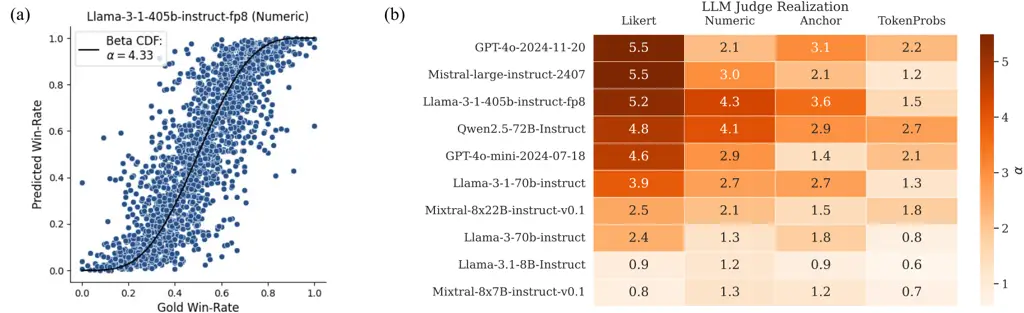 (a)
Llama-3-1-405b-instruct-fp8 (Numeric)
Beta CDF:
α = 4.33
Predicted Win-Rate
1.0
0.8
0.6
0.4
0.2
0.0
0.0 0.2 0.4 0.6 0.8 1.0
Gold Win-Rate
(b)
LLM Judge Realization
Likert Numeric Anchor TokenProbs
GPT-4o-2024-11-20 5.5 2.1 3.1 2.2
Mistral-large-instruct-2407 5.5 3.0 2.1 1.2
Llama-3-1-405b-instruct-fp8 5.2 4.3 3.6 1.5
Qwen2.5-72B-Instruct 4.8 4.1 2.9 2.7
GPT-4o-mini-2024-07-18 4.6 2.9 1.4 2.1
Llama-3-1-70b-instruct 3.9 2.7 2.7 1.3
Mixtral-8x22B-instruct-v0.1 2.5 2.1 1.5 1.8
Llama-3-70b-instruct 2.4 1.3 1.8 0.8
Llama-3.1-8B-Instruct 0.9 1.2 0.9 0.6
Mixtral-8x7B-instruct-v0.1 0.8 1.3 1.2 0.7
5
4
3
2
1
α